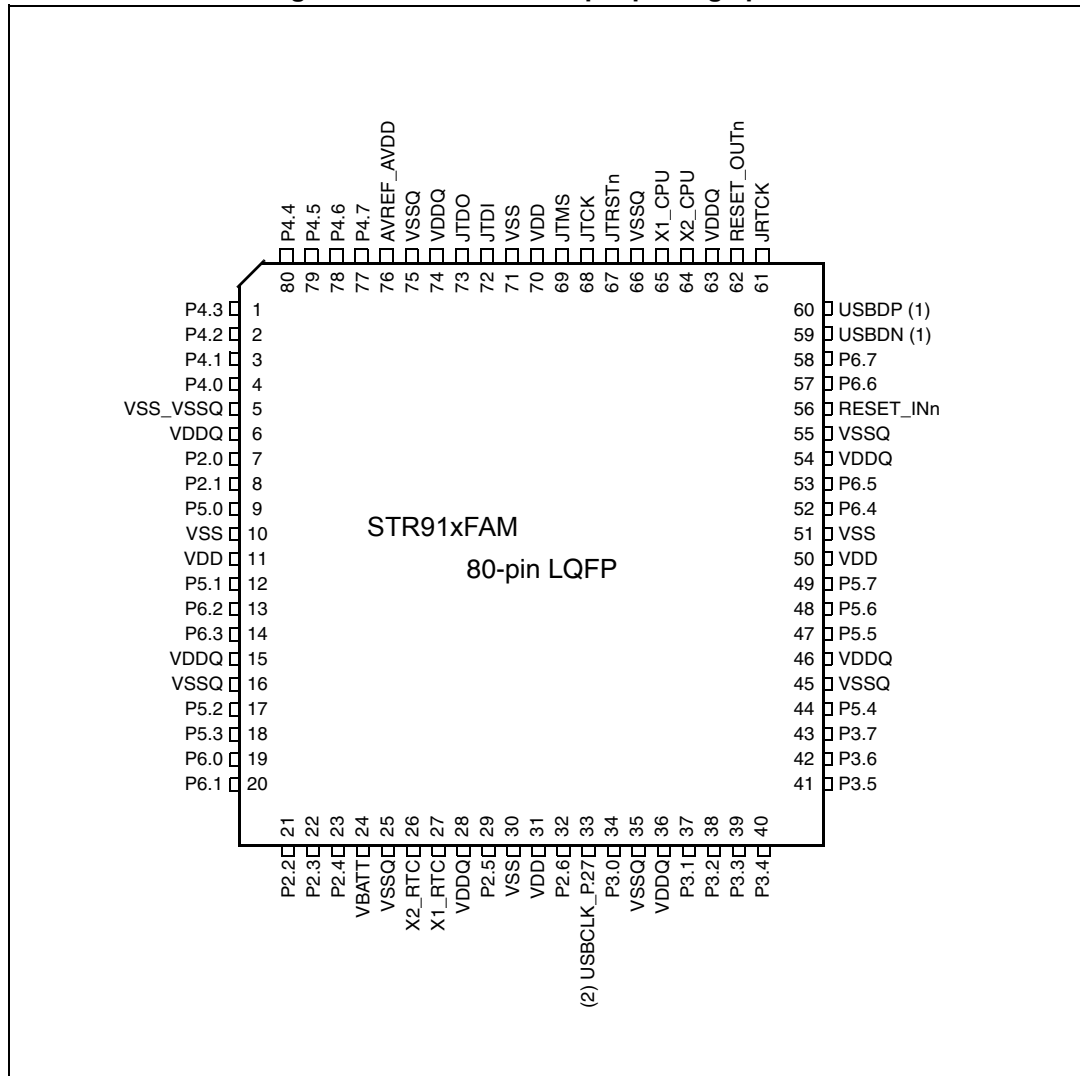 P4.4
P4.5
P4.6
P4.7
AVREF_AVDD
VSSQ
VDDQ
JTDO
JTDI
VSS
VDD
JTMS
JTCK
JTRSTn
VSSQ
X1_CPU
X2_CPU
VDDQ
RESET_OUTn
JRTCK
80
79
78
77
76
75
74
73
72
71
70
69
68
67
66
65
64
63
62
61
P4.3 1
P4.2 2
P4.1 3
P4.0 4
VSS_VSSQ 5
VDDQ 6
P2.0 7
P2.1 8
P5.0 9
VSS 10
VDD 11
P5.1 12
P6.2 13
P6.3 14
VDDQ 15
VSSQ 16
P5.2 17
P5.3 18
P6.0 19
P6.1 20
STR91xFAM
80-pin LQFP
60 USBDP (1)
59 USBDN (1)
58 P6.7
57 P6.6
56 RESET_INn
55 VSSQ
54 VDDQ
53 P6.5
52 P6.4
51 VSS
50 VDD
49 P5.7
48 P5.6
47 P5.5
46 VDDQ
45 VSSQ
44 P5.4
43 P3.7
42 P3.6
41 P3.5
21
22
23
24
25
26
27
28
29
30
31
32
33
34
35
36
37
38
39
40
P2.2
P2.3
P2.4
VBATT
VSSQ
X2_RTC
X1_RTC
VDDQ
P2.5
VSS
VDD
P2.6
(2) USBCLK_P2.7
P3.0
VSSQ
VDDQ
P3.1
P3.2
P3.3
P3.4